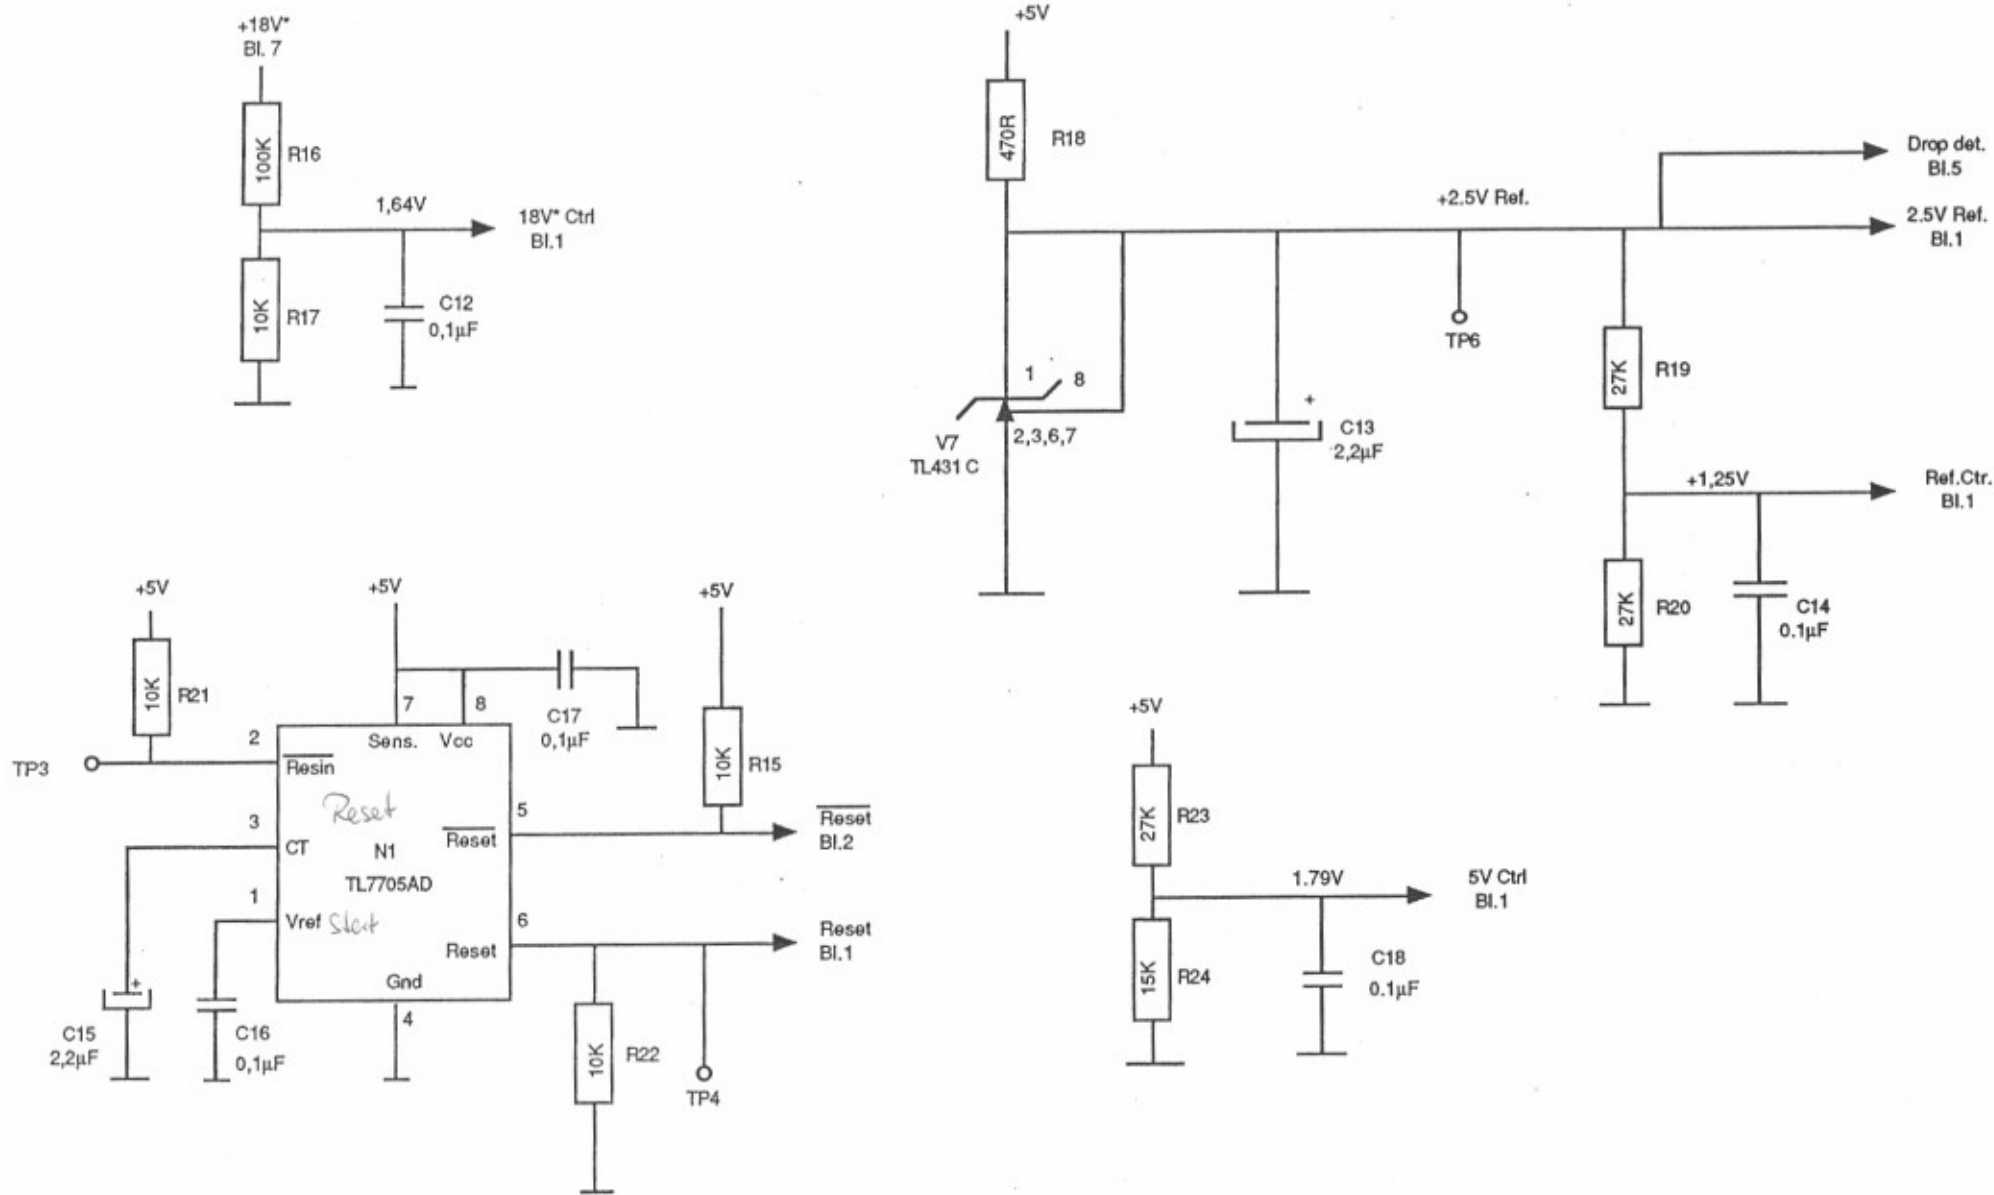 +18V*
Bl. 7
100K
R16
1,64V
18V* Ctrl
Bl.1
10K
R17
C12
0,1µF
+5V
470R
R18
+2.5V Ref.
Drop det.
Bl.5
2.5V Ref.
Bl.1
TP6
1
8
2,3,6,7
V7
TL431 C
+
C13
2,2µF
27K
R19
+1,25V
Ref.Ctr.
Bl.1
27K
R20
C14
0.1µF
+5V
10K
R21
TP3
2
Resin
+5V
7
8
Sens.
Vcc
C17
0,1µF
+5V
10K
R15
Reset
3
CT
N1
TL7705AD
5
Reset
Reset
Bl.2
1
Vref
Start
6
Reset
Reset
Bl.1
Gnd
4
+
C15
2,2µF
C16
0,1µF
10K
R22
TP4
+5V
27K
R23
1.79V
5V Ctrl
Bl.1
15K
R24
C18
0.1µF